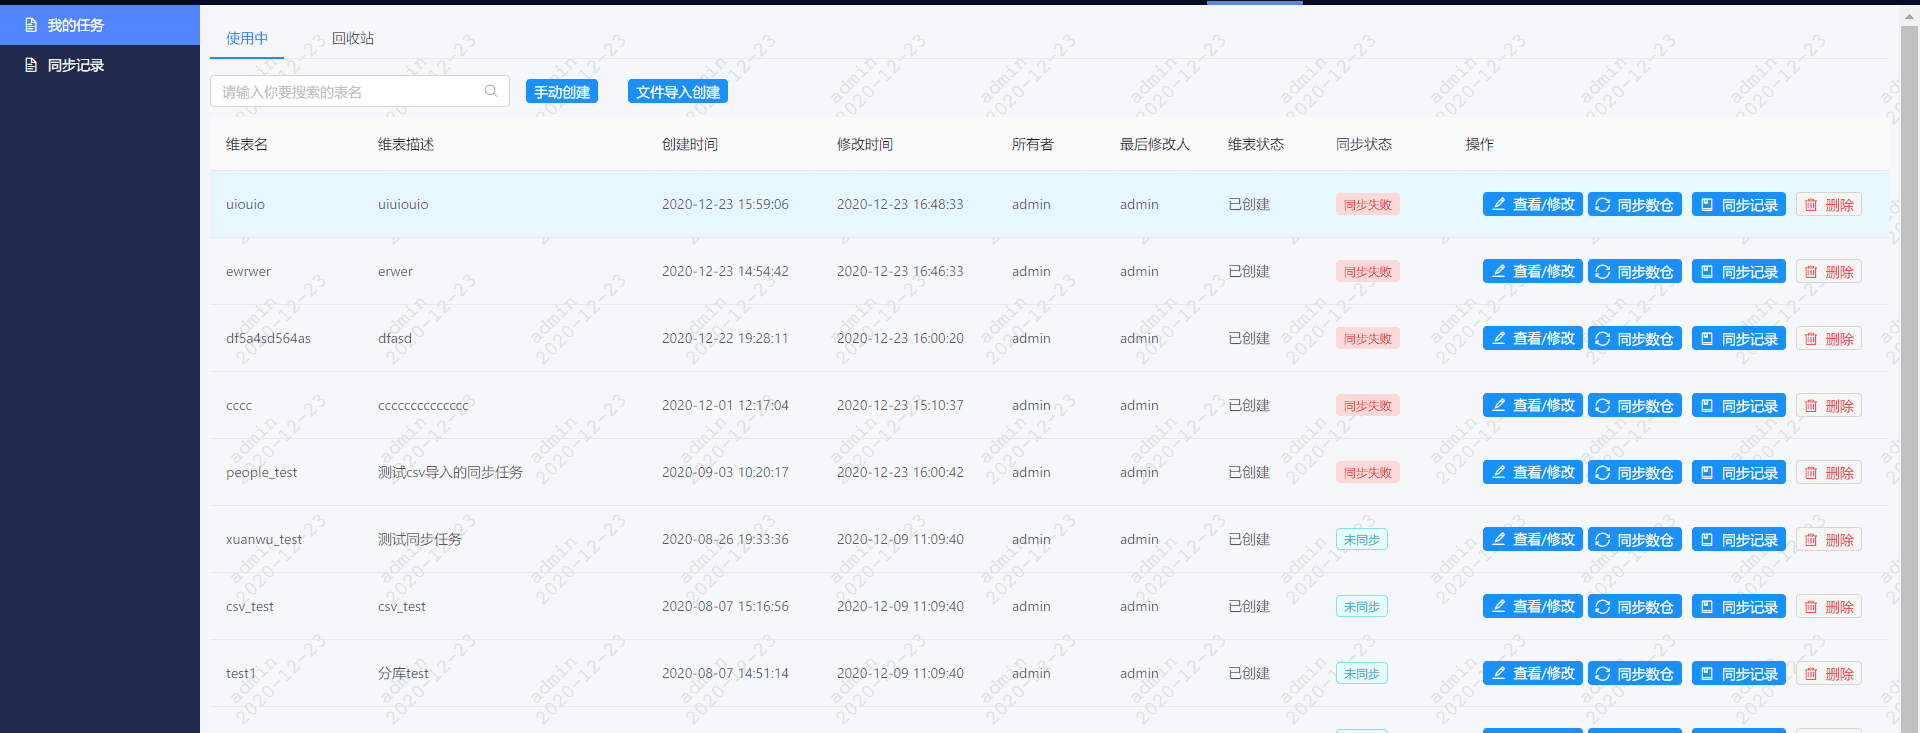 我的任务
同步记录
使用中 回收站
请输入你要搜索的表名 手动创建 文件导入创建
维表名 维表描述 创建时间 修改时间 所有者 最后修改人 维表状态 同步状态 操作
uiouio uiuiouio 2020-12-23 15:59:06 2020-12-23 16:48:33 admin admin 已创建 同步失败 查看/修改 同步数仓 同步记录 删除
ewrwer erwer 2020-12-23 14:54:42 2020-12-23 16:46:33 admin admin 已创建 同步失败 查看/修改 同步数仓 同步记录 删除
df5a4sd564as dfasd 2020-12-22 19:28:11 2020-12-23 16:00:20 admin admin 已创建 同步失败 查看/修改 同步数仓 同步记录 删除
cccc cccccccccccccc 2020-12-01 12:17:04 2020-12-23 15:10:37 admin admin 已创建 同步失败 查看/修改 同步数仓 同步记录 删除
people_test 测试csv导入的同步任务 2020-09-03 10:20:17 2020-12-23 16:00:42 admin admin 已创建 同步失败 查看/修改 同步数仓 同步记录 删除
xuanwu_test 测试同步任务 2020-08-26 19:33:36 2020-12-09 11:09:40 admin admin 已创建 未同步 查看/修改 同步数仓 同步记录 删除
csv_test csv_test 2020-08-07 15:16:56 2020-12-09 11:09:40 admin admin 已创建 未同步 查看/修改 同步数仓 同步记录 删除
test1 分库test 2020-08-07 14:51:14 2020-12-09 11:09:40 admin admin 已创建 未同步 查看/修改 同步数仓 同步记录 删除
admin
2020-12-23